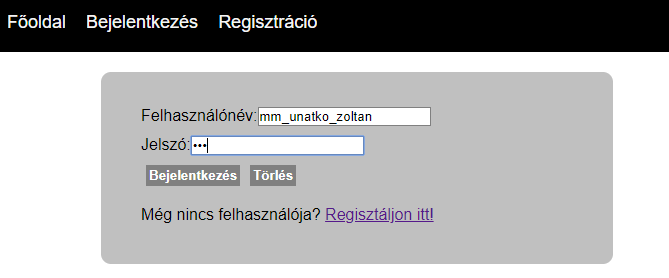 Főoldal Bejelentkezés Regisztráció
Felhasználónév: mm_unatko_zoltan
Jelszó: •••
Bejelentkezés Törlés
Még nincs felhasználója? Regisztáljon itt!